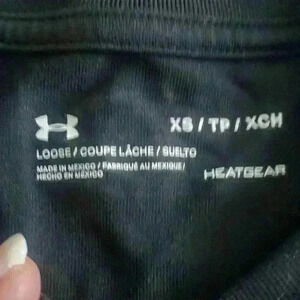 XS / TP / XCH
LOOSE / COUPE LÂCHE / SUELTO
MADE IN MEXICO / FABRIQUÉ AU MEXIQUE /
HECHO EN MÉXICO
HEATGEAR